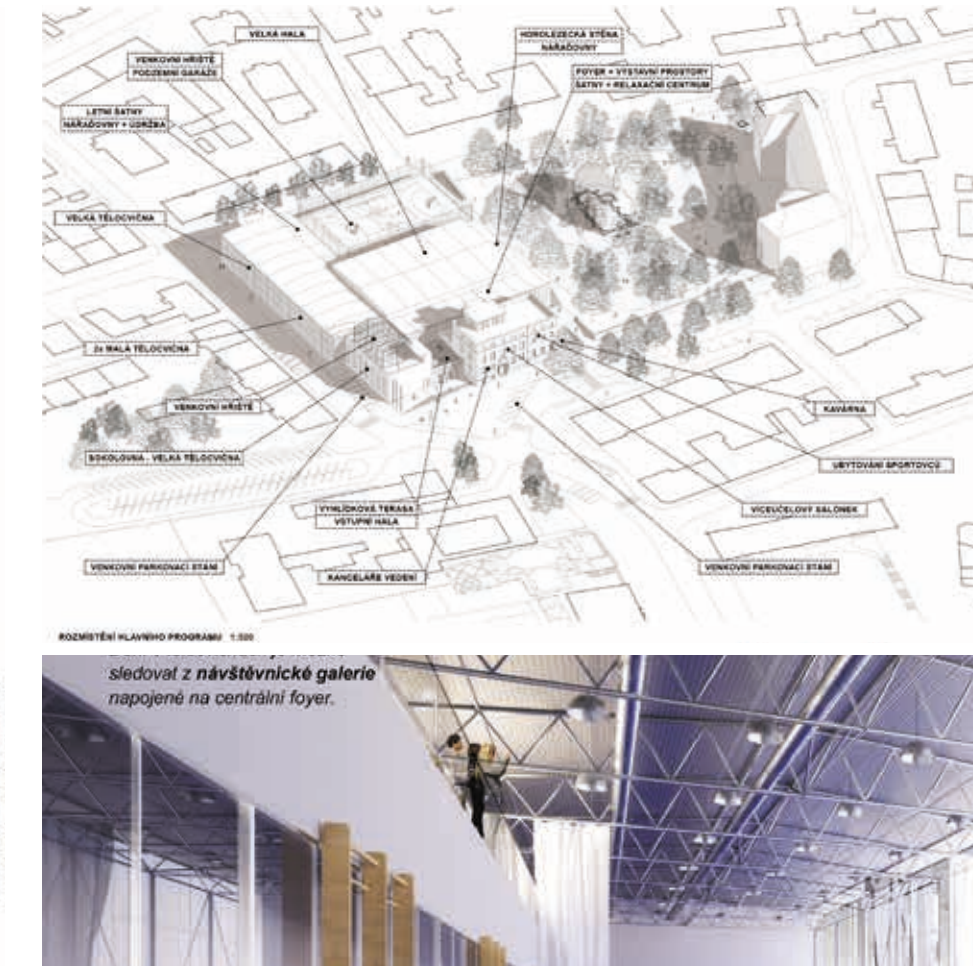 VELKÁ HALA
HOROLEZECKÁ STĚNA
NÁŘAĎOVNY
VENKOVNÍ HŘIŠTĚ
PODZEMNÍ GARÁŽE
FOYER + VÝSTAVNÍ PROSTORY
ŠATNY + RELAXAČNÍ CENTRUM
LETNÍ ŠATNY
NÁŘAĎOVNY + ÚDRŽBA
VELKÁ TĚLOCVIČNA
2x MALÁ TĚLOCVIČNA
VENKOVNÍ HŘIŠTĚ
KAVÁRNA
SOKOLOVNA - VELKÁ TĚLOCVIČNA
UBYTOVÁNÍ SPORTOVCŮ
VYHLÍDKOVÁ TERASA
VSTUPNÍ HALA
VÍCEÚČELOVÝ SÁLONEK
VENKOVNÍ PARKOVACÍ STÁNÍ
KANCELÁŘE VEDENÍ
VENKOVNÍ PARKOVACÍ STÁNÍ
ROZMÍSTĚNÍ HLAVNÍHO PROGRAMU 1:500
sledovat z návštěvnické galerie
napojené na centrální foyer.